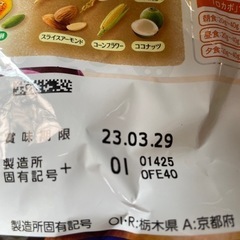 スライスアーモンド
コーンフラワー
ココナッツ
賞味期限 23.03.29
製造所固有記号 + 01 01425
0FE40
製造所固有記号 01・R:栃木県 A:京都府